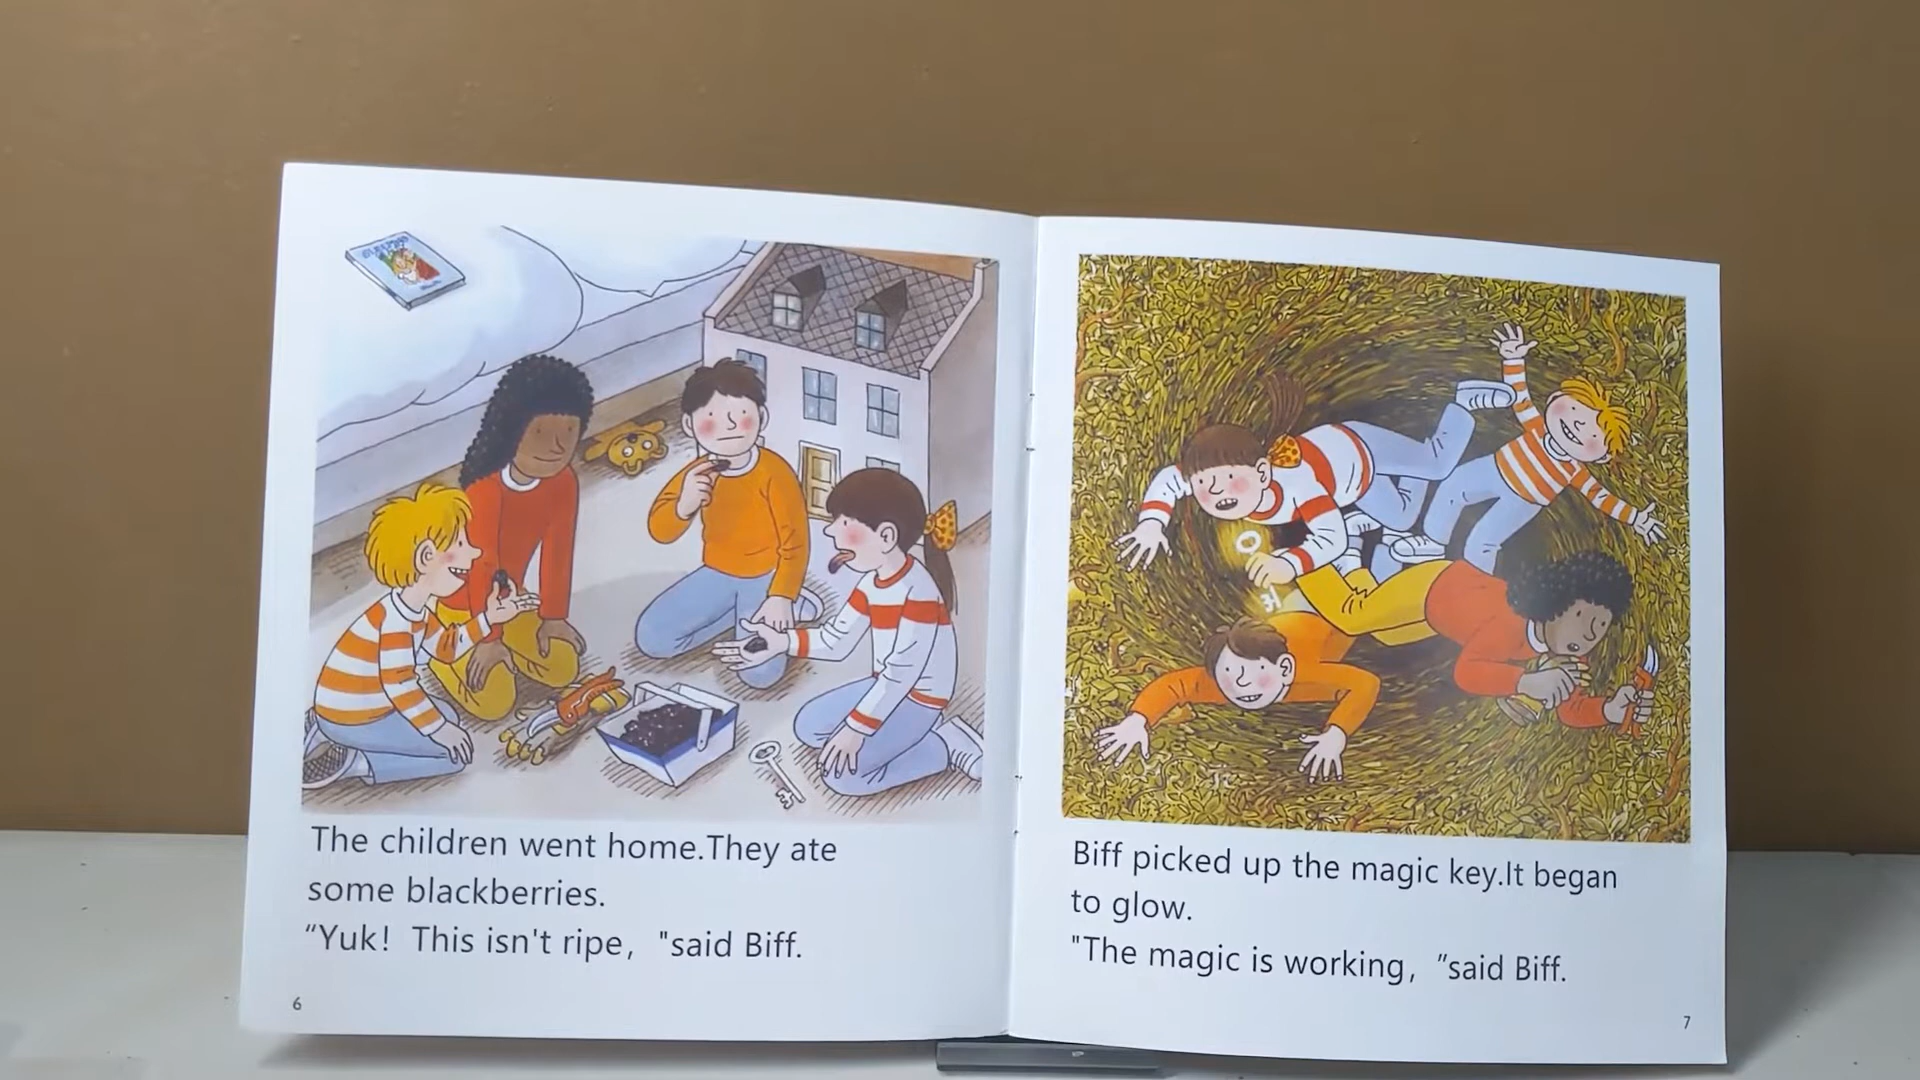 The children went home.They ate
some blackberries.
“Yuk! This isn't ripe, "said Biff.
6
Biff picked up the magic key.It began
to glow.
"The magic is working, ”said Biff.
7